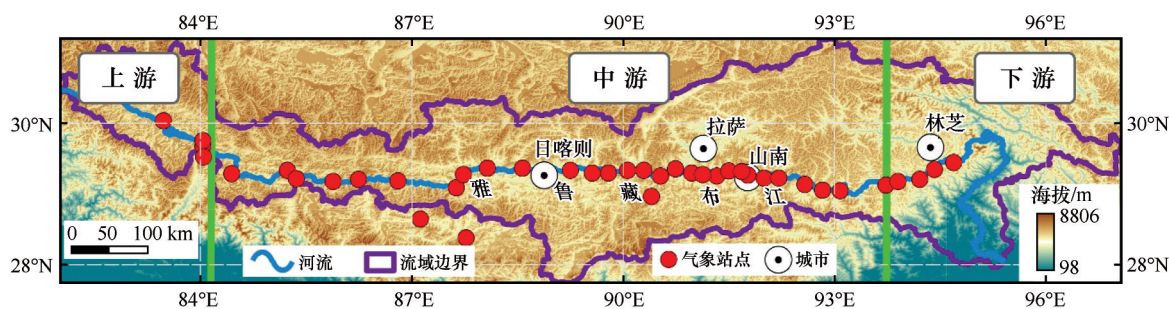 84°E 87°E 90°E 93°E 96°E
上游 中游 下游
30°N 30°N
拉萨 林芝
日喀则 山南
雅鲁藏布江
海拔/m
8806
98
0 50 100 km
河流 流域边界 气象站点 城市
28°N 28°N
84°E 87°E 90°E 93°E 96°E